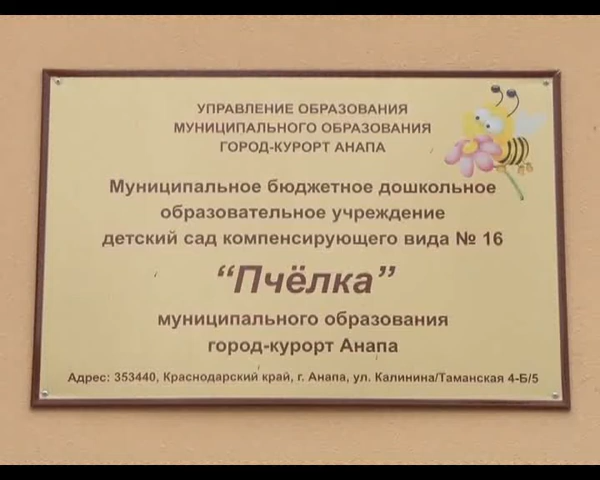 УПРАВЛЕНИЕ ОБРАЗОВАНИЯ
МУНИЦИПАЛЬНОГО ОБРАЗОВАНИЯ
ГОРОД-КУРОРТ АНАПА
Муниципальное бюджетное дошкольное
образовательное учреждение
детский сад компенсирующего вида № 16
“Пчёлка”
муниципального образования
город-курорт Анапа
Адрес: 353440, Краснодарский край, г. Анапа, ул. Калинина/Таманская 4-Б/5